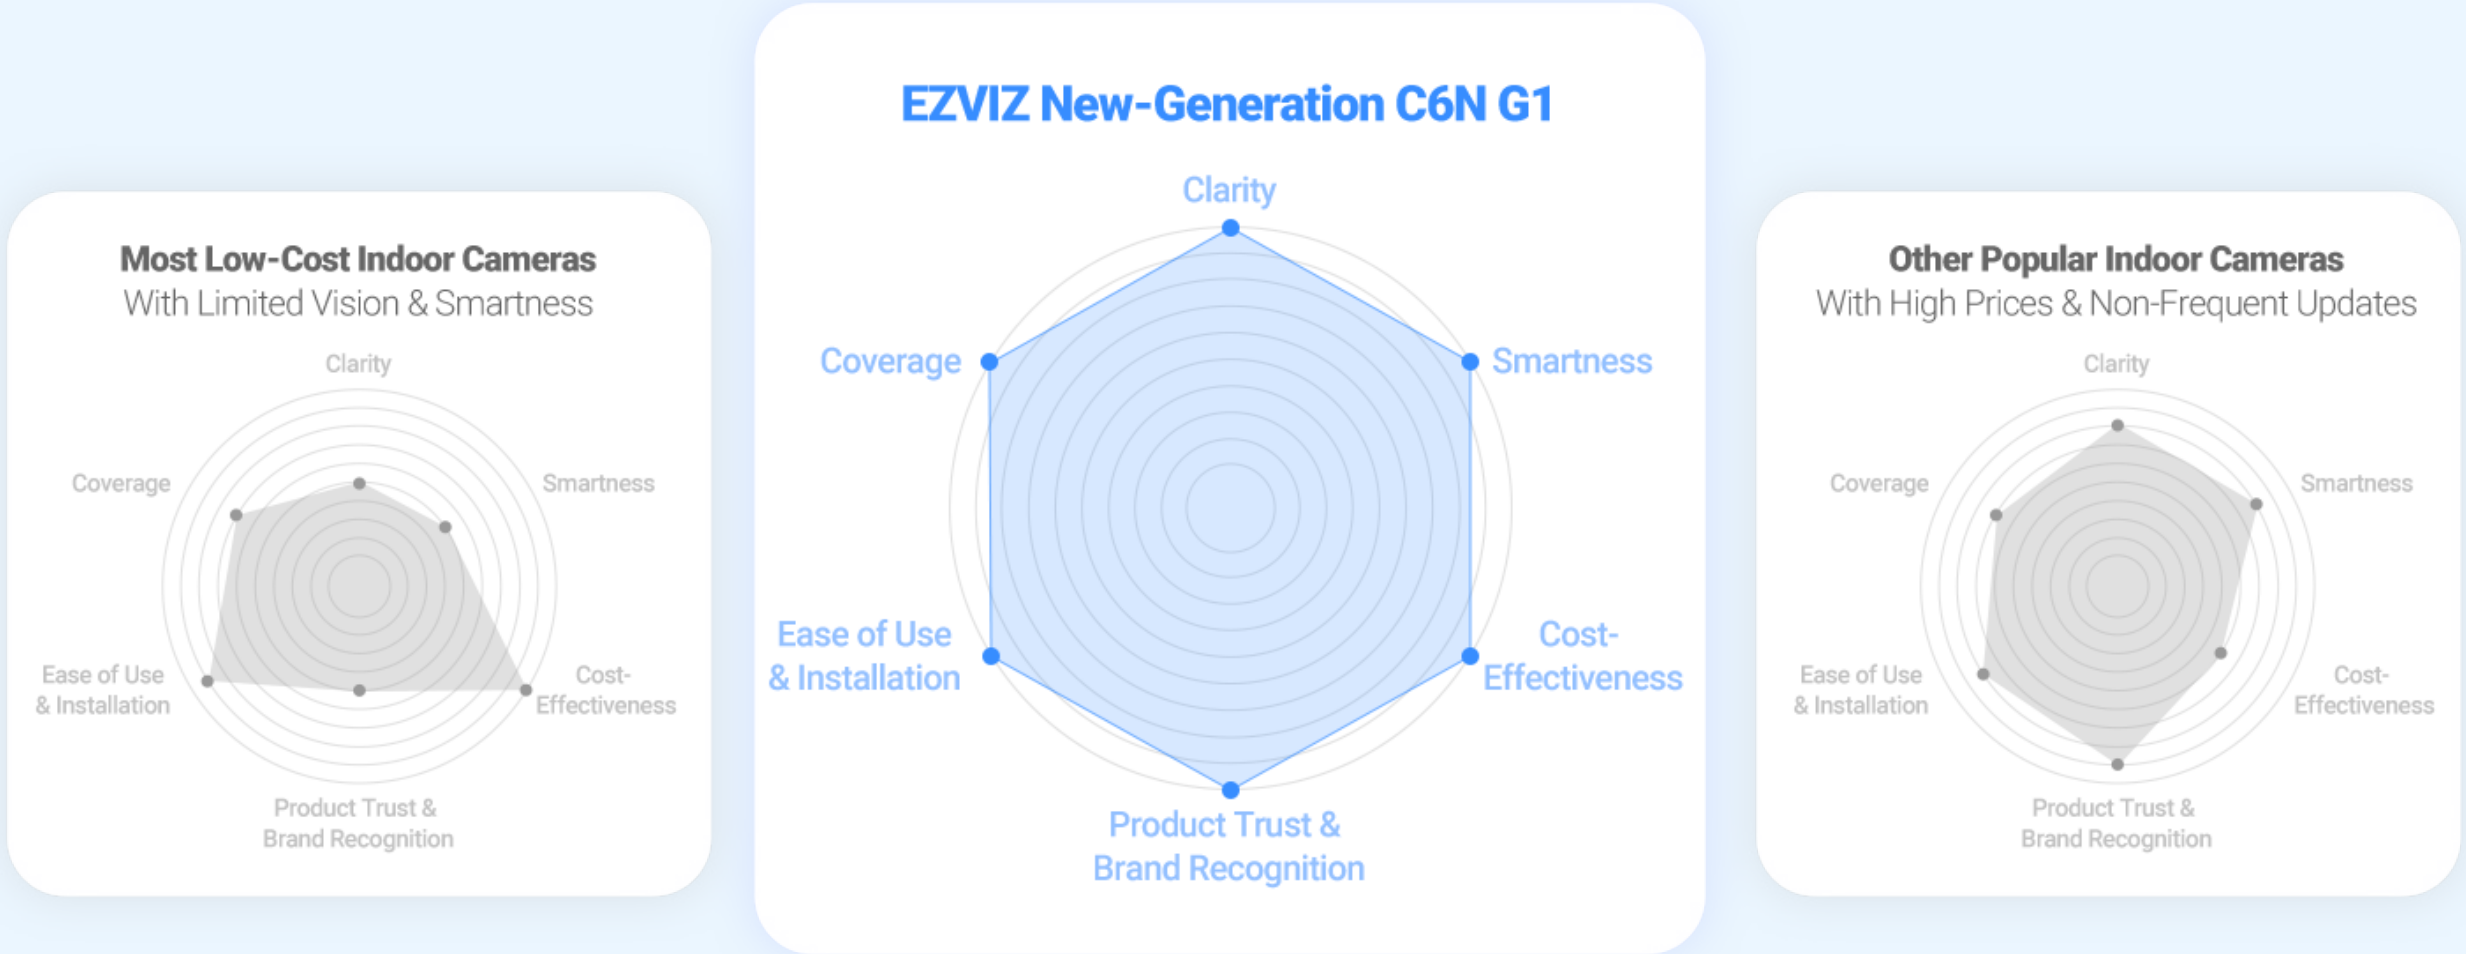 Most Low-Cost Indoor Cameras
With Limited Vision & Smartness
Clarity
Coverage
Smartness
Ease of Use
& Installation
Cost-
Effectiveness
Product Trust &
Brand Recognition
EZVIZ New-Generation C6N G1
Clarity
Coverage
Smartness
Ease of Use
& Installation
Cost-
Effectiveness
Product Trust &
Brand Recognition
Other Popular Indoor Cameras
With High Prices & Non-Frequent Updates
Clarity
Coverage
Smartness
Ease of Use
& Installation
Cost-
Effectiveness
Product Trust &
Brand Recognition